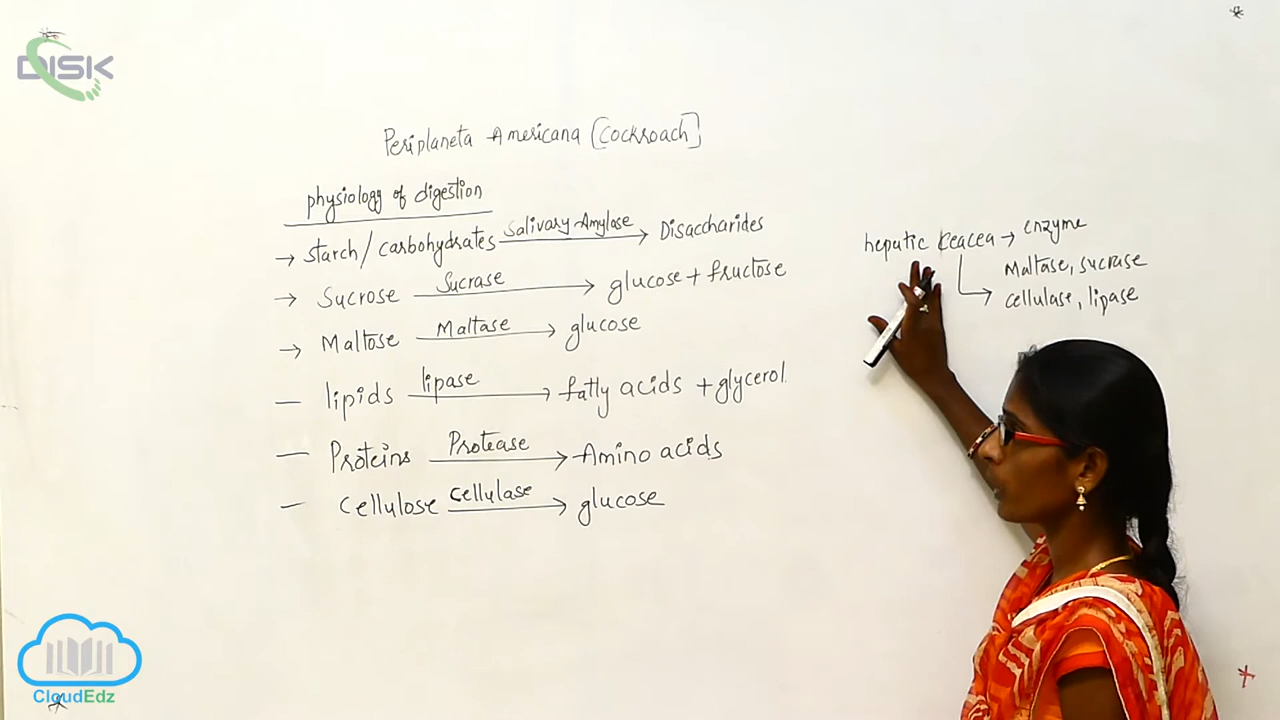 DISK
Periplaneta Americana [Cockroach]
physiology of digestion
→ starch/carbohydrates Salivary Amylase → Disaccharides
→ Sucrose Sucrase → glucose + fructose
→ Maltose Maltase → glucose
— lipids lipase → fatty acids + glycerol
— Proteins Protease → Amino acids
— Cellulose Cellulase → glucose
hepatic Ceacea → enzyme
Maltase, sucrase
→ cellulase, lipase
CloudEdz